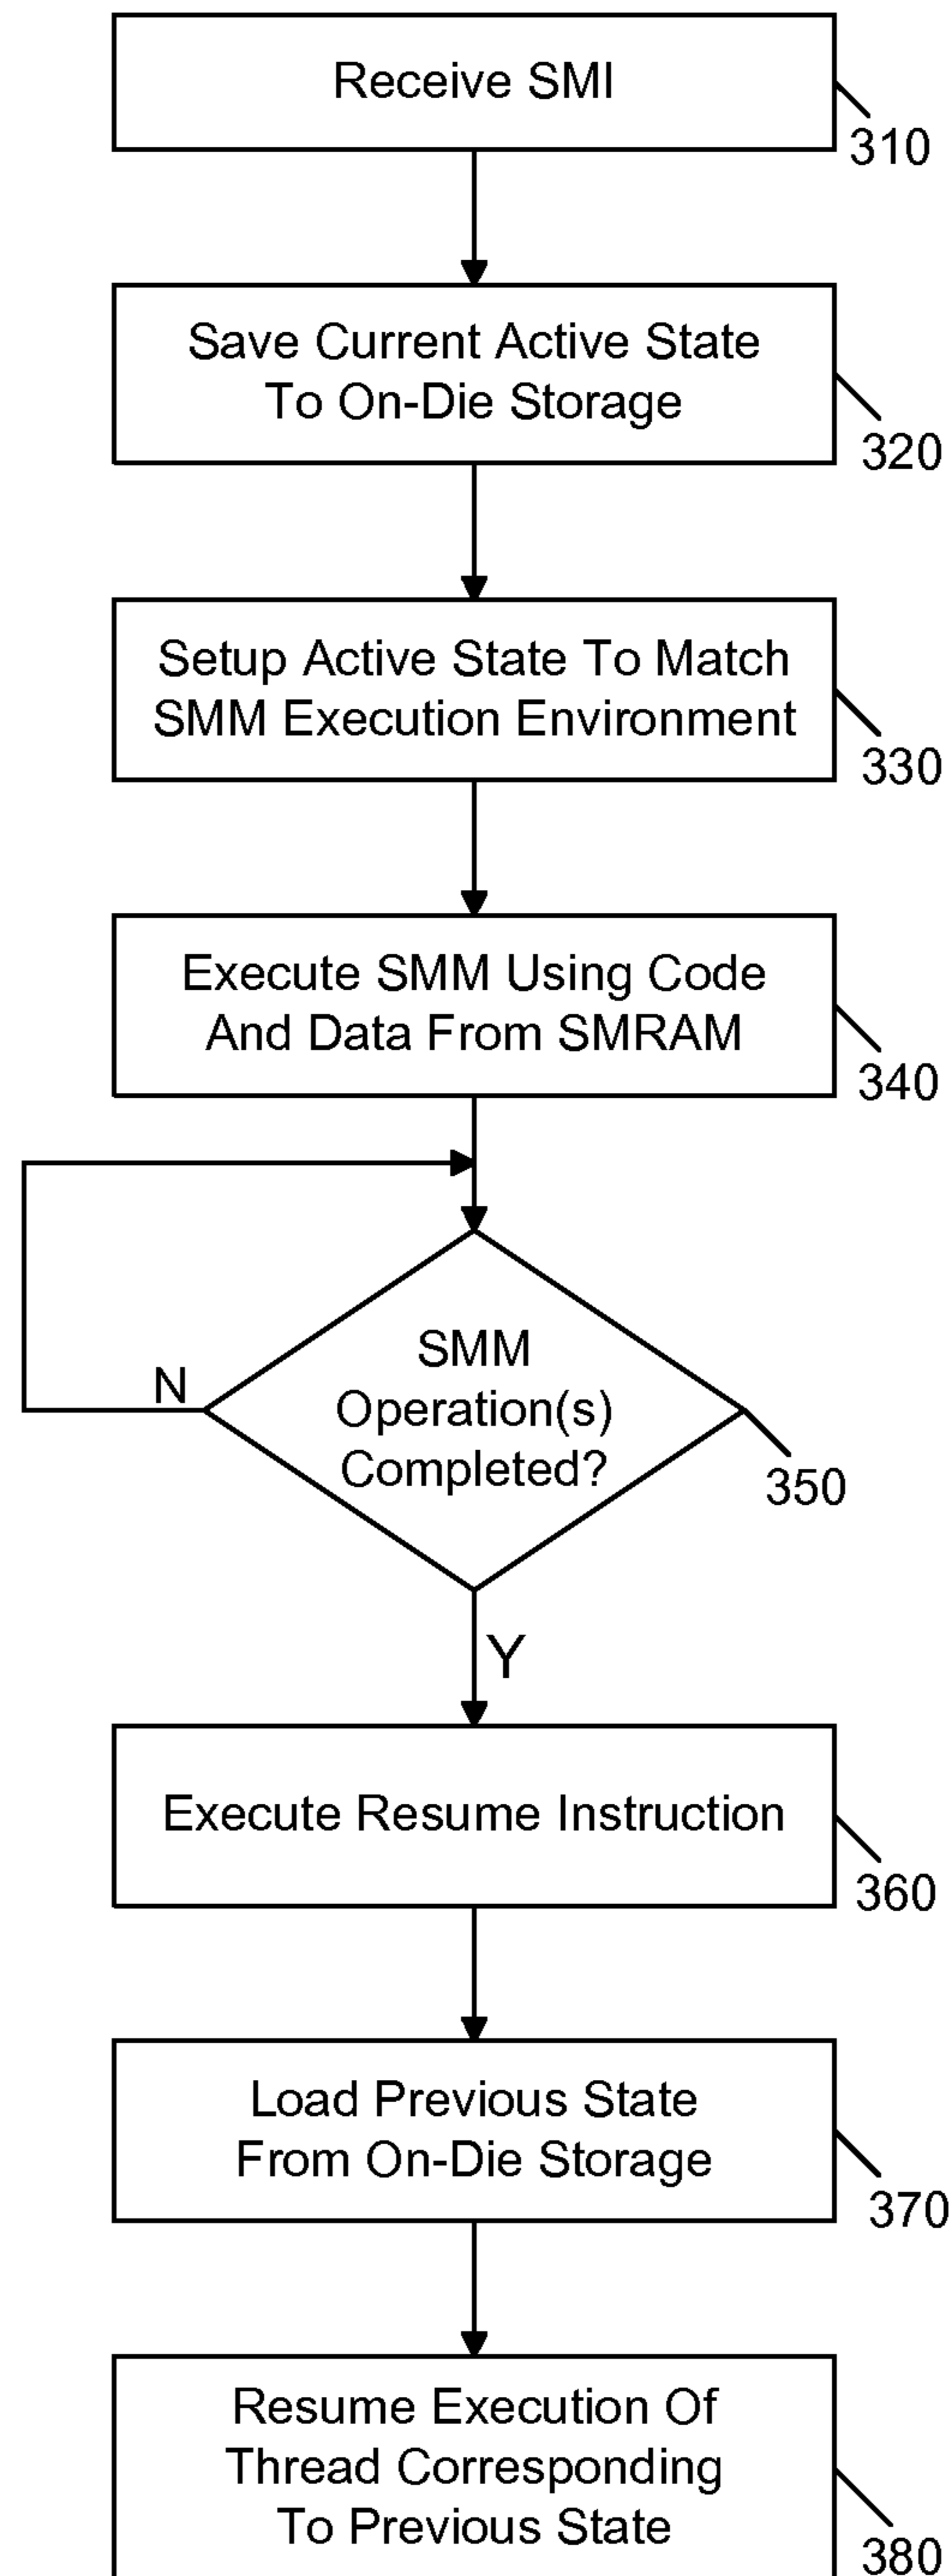 Receive SMI
310
Save Current Active State
To On-Die Storage
320
Setup Active State To Match
SMM Execution Environment
330
Execute SMM Using Code
And Data From SMRAM
340
SMM
Operation(s)
Completed?
N
350
Y
Execute Resume Instruction
360
Load Previous State
From On-Die Storage
370
Resume Execution Of
Thread Corresponding
To Previous State
380